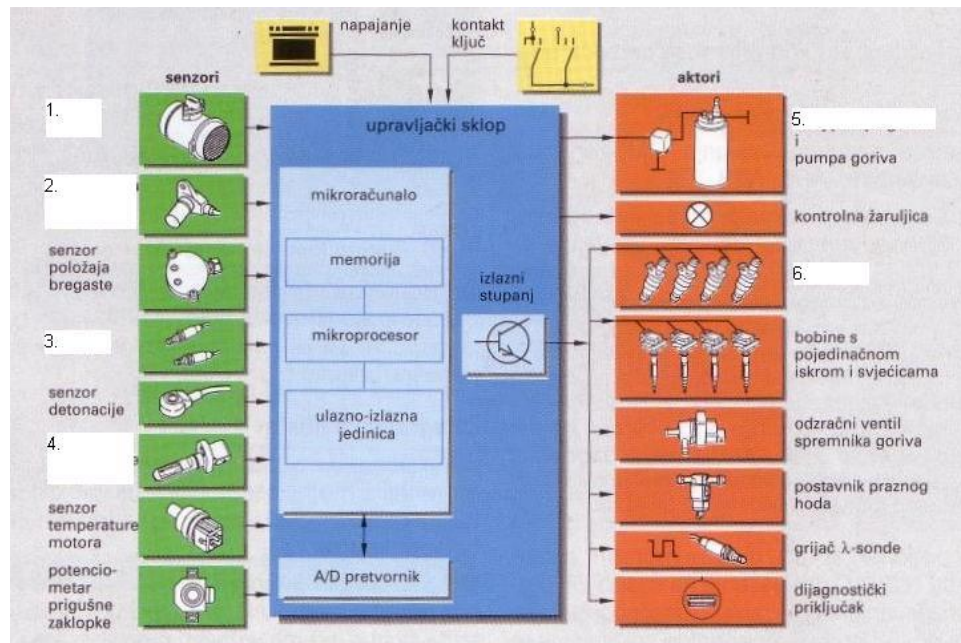 napajanje
kontakt
ključ
senzori
aktori
1.
upravljački sklop
5.
i
pumpa goriva
2.
mikroračunalo
kontrolna žaruljica
senzor
položaja
bregaste
memorija
izlazni
stupanj
6.
3.
mikroprocesor
bobine s
pojedinačnom
iskrom i svjećicama
senzor
detonacije
ulazno-izlazna
jedinica
odzračni ventil
spremnika goriva
4.
postavnik praznog
hoda
senzor
temperature
motora
grijač λ-sonde
potencio-
metar
prigušne
zaklopke
A/D pretvornik
dijagnostički
priključak